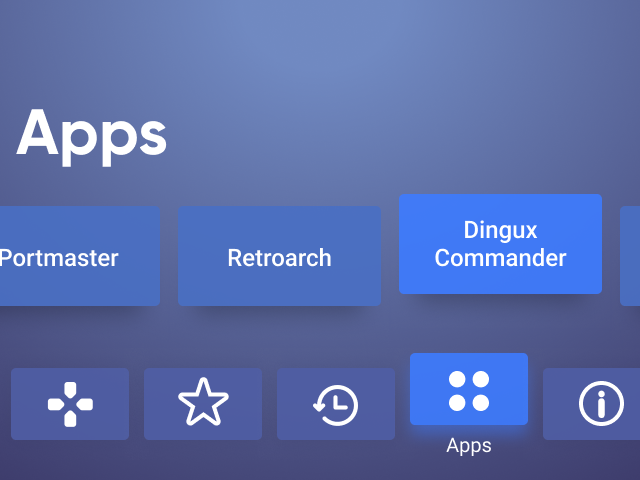 Apps
Portmaster
Retroarch
Dingux
Commander
Apps